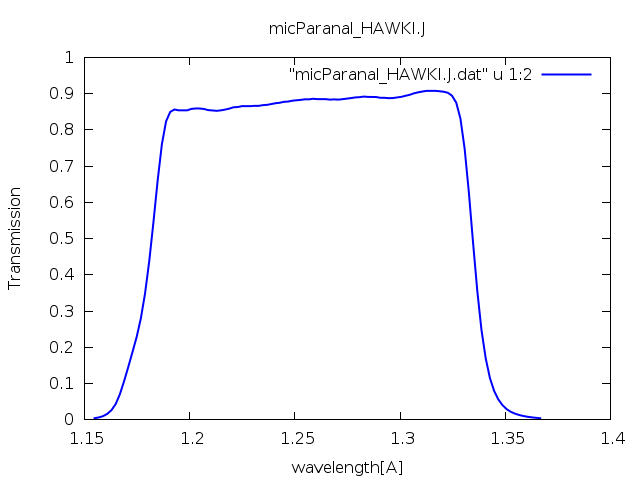 micParanal_HAWKI.J
"micParanal_HAWKI.J.dat" u 1:2
1
0.9
0.8
0.7
0.6
0.5
0.4
0.3
0.2
0.1
0
Transmission
1.15 1.2 1.25 1.3 1.35 1.4
wavelength[A]